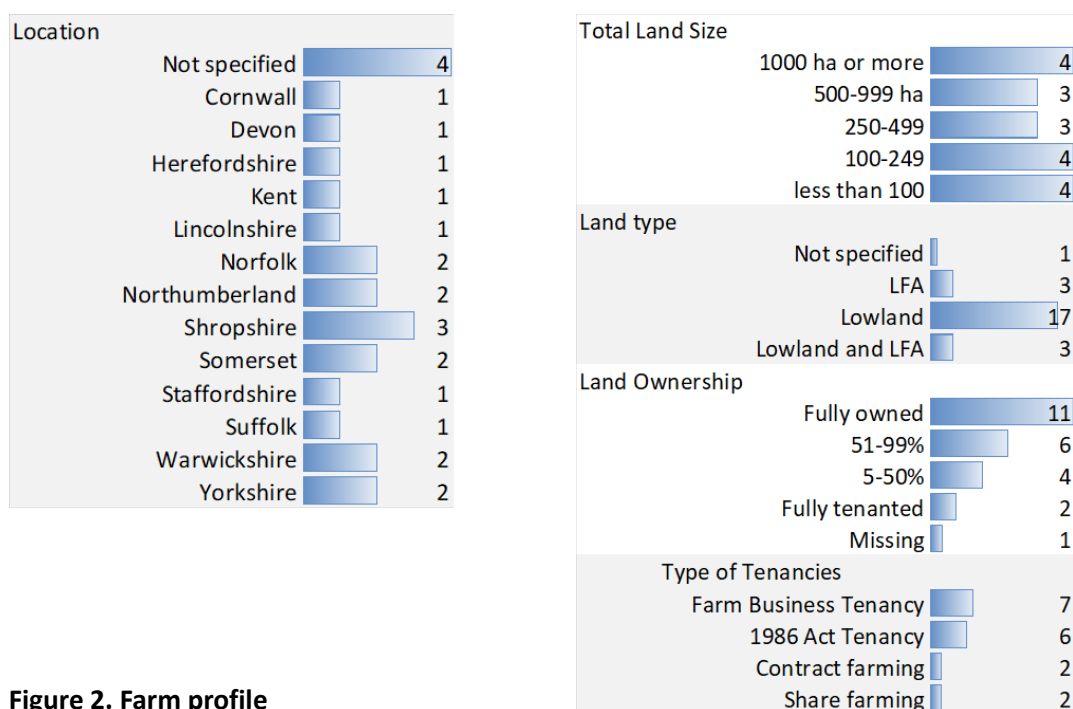 Location
Not specified 4
Cornwall 1
Devon 1
Herefordshire 1
Kent 1
Lincolnshire 1
Norfolk 2
Northumberland 2
Shropshire 3
Somerset 2
Staffordshire 1
Suffolk 1
Warwickshire 2
Yorkshire 2
Total Land Size
1000 ha or more 4
500-999 ha 3
250-499 3
100-249 4
less than 100 4
Land type
Not specified 1
LFA 3
Lowland 17
Lowland and LFA 3
Land Ownership
Fully owned 11
51-99% 6
5-50% 4
Fully tenanted 2
Missing 1
Type of Tenancies
Farm Business Tenancy 7
1986 Act Tenancy 6
Contract farming 2
Share farming 2
Figure 2. Farm profile